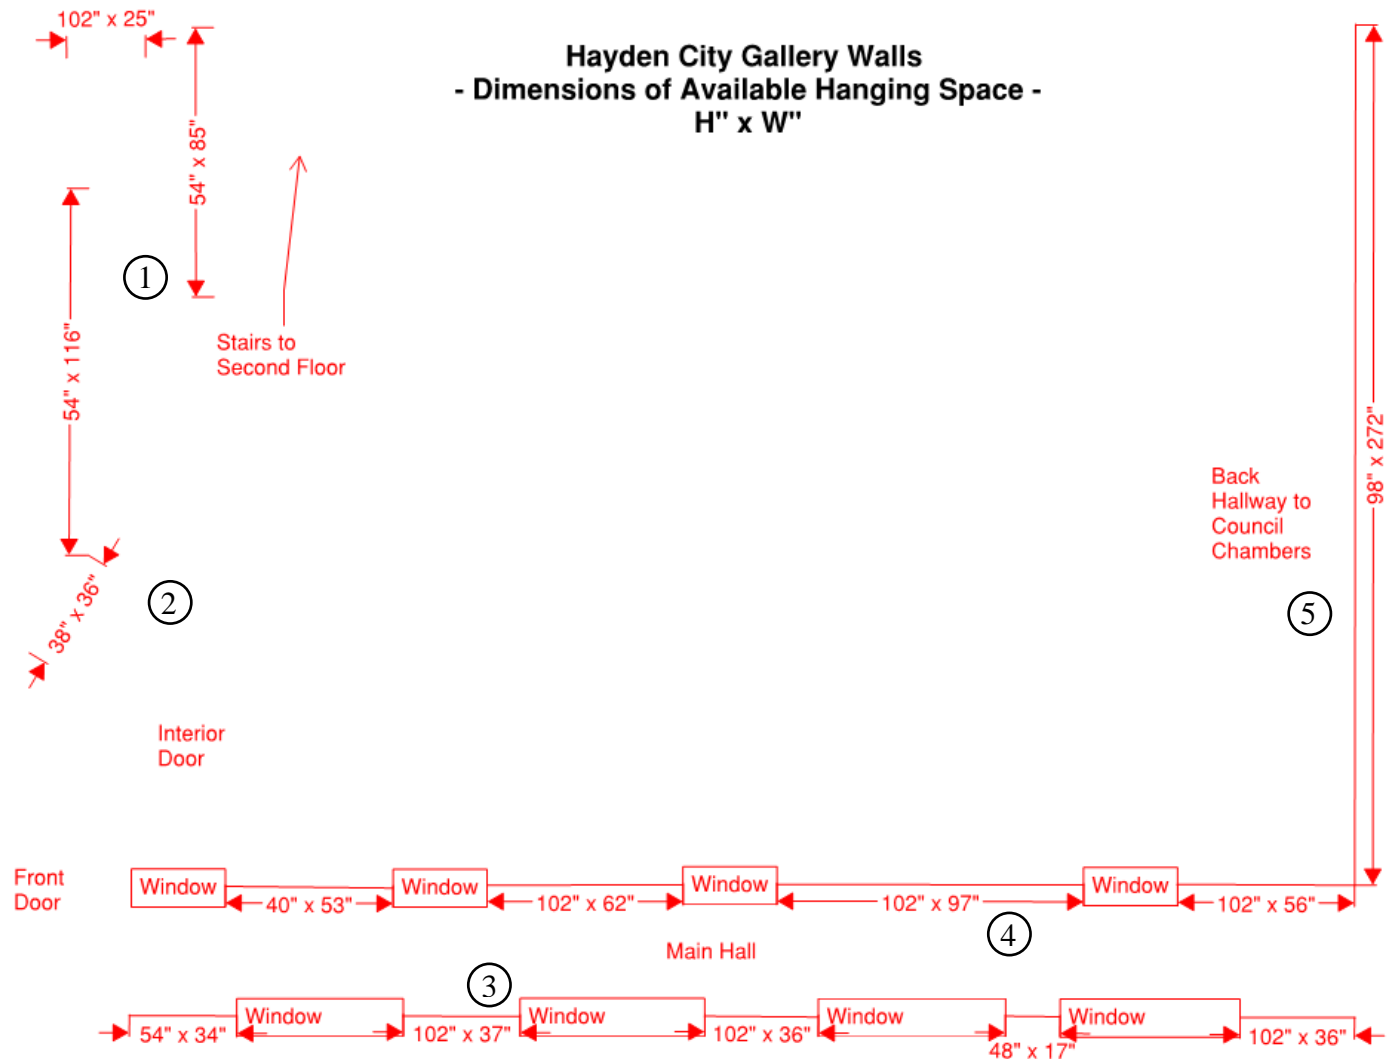 102" x 25"
Hayden City Gallery Walls
- Dimensions of Available Hanging Space -
H" x W"
54" x 85"
1
54" x 116"
Stairs to
Second Floor
98" x 272"
Back
Hallway to
Council
Chambers
38" x 36"
2
5
Interior
Door
Front
Door
Window
40" x 53"
Window
102" x 62"
Window
102" x 97"
Window
102" x 56"
4
Main Hall
3
54" x 34"
Window
102" x 37"
Window
102" x 36"
Window
48" x 17"
Window
102" x 36"